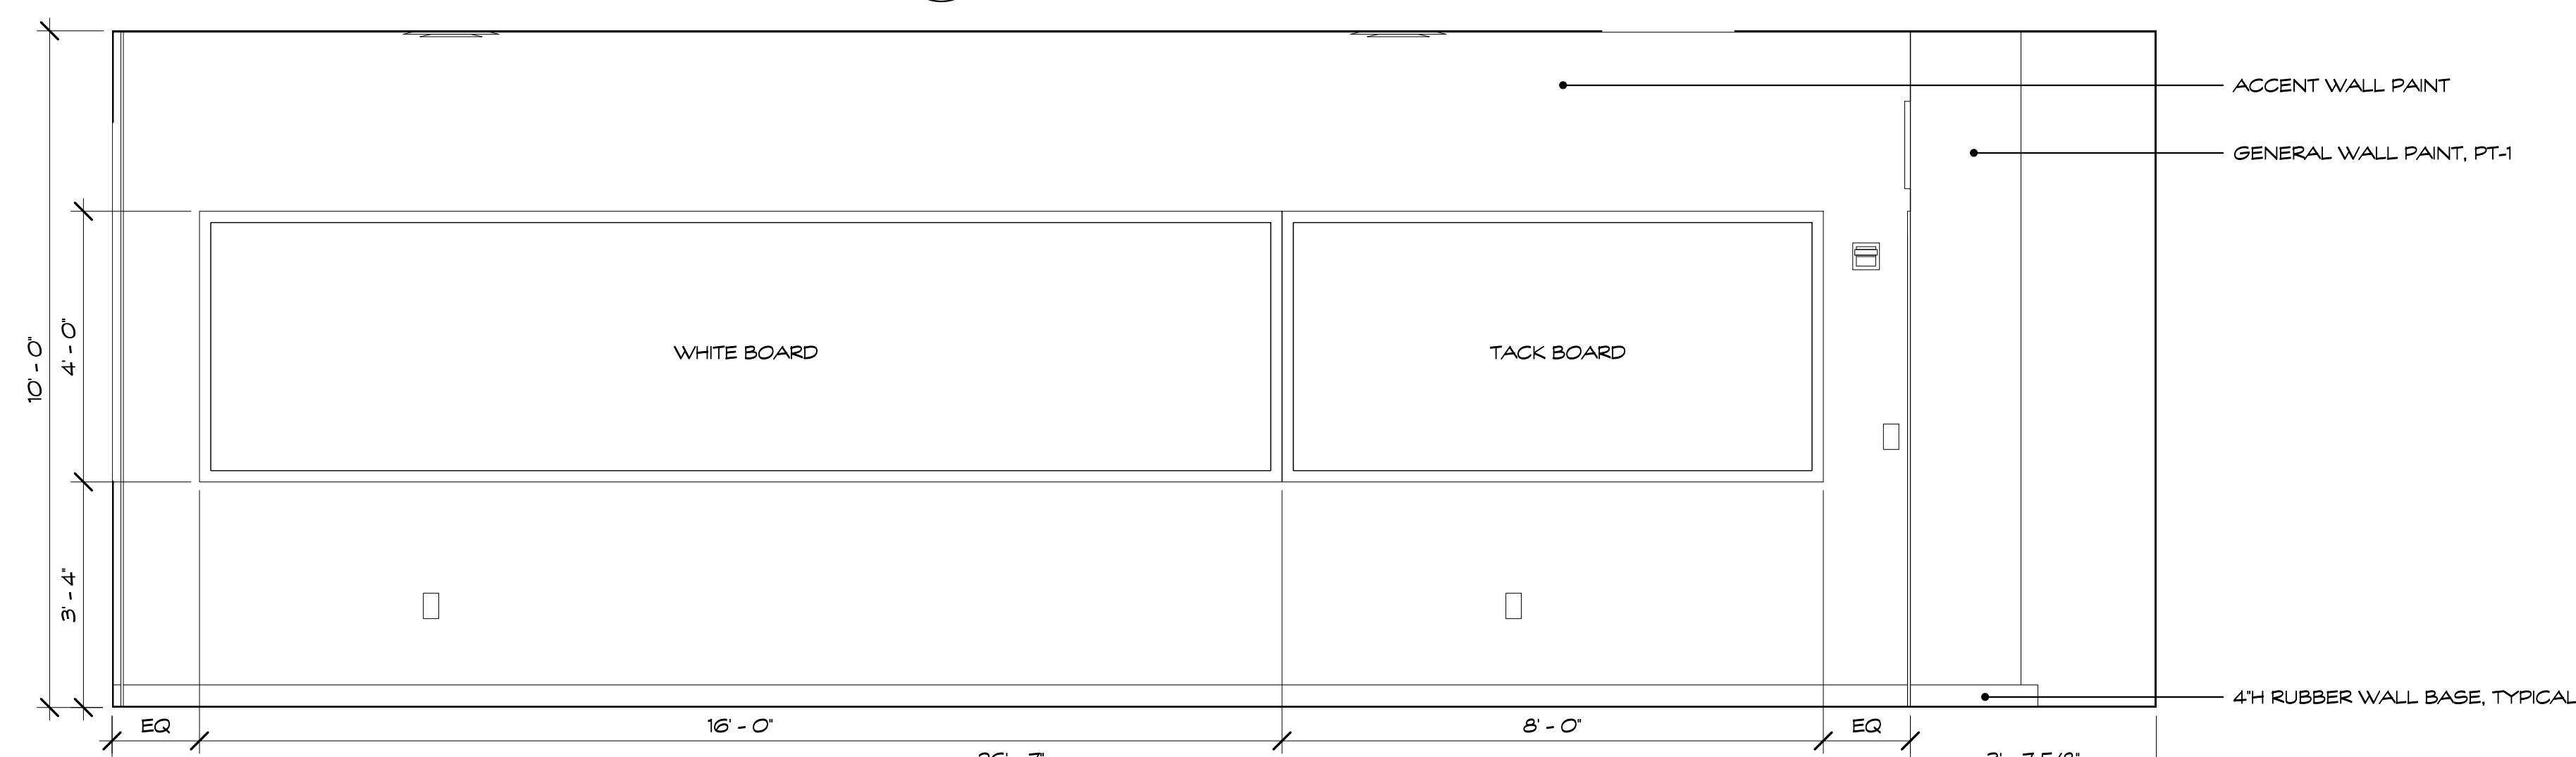 ACCENT WALL PAINT
GENERAL WALL PAINT, PT-1
10' - 0"
4' - 0"
WHITE BOARD
TACK BOARD
3' - 4"
4"H RUBBER WALL BASE, TYPICAL
EQ
16' - 0"
8' - 0"
EQ